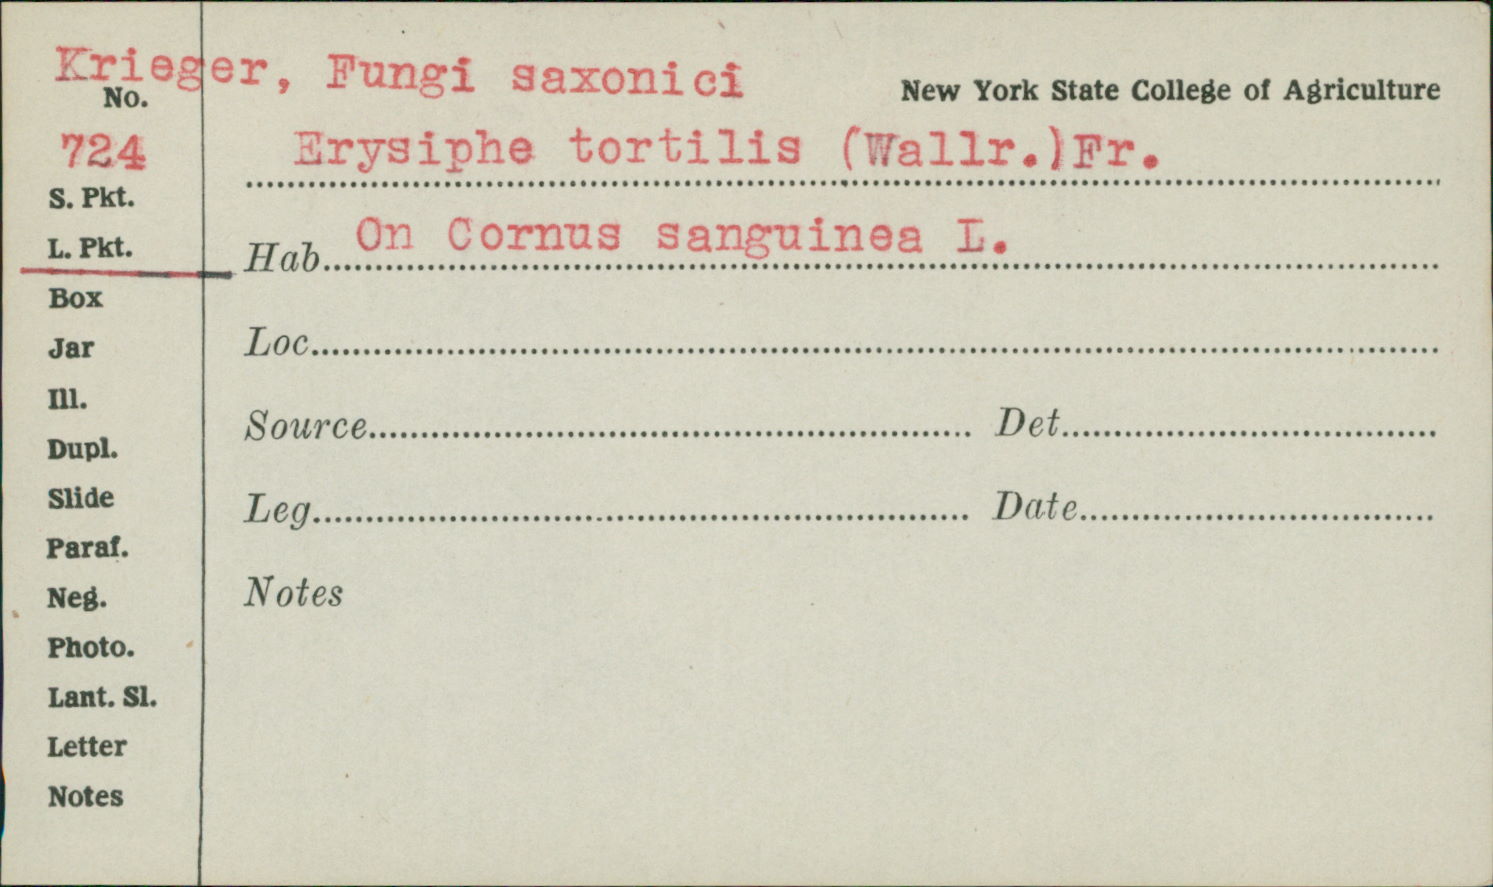 Krieger, Fungi saxonici
New York State College of Agriculture
No.
724
Erysiphe tortilis (Wallr.)Fr.
S. Pkt.
L. Pkt.
Hab. On Cornus sanguinea L.
Box
Jar
Loc.
Ill.
Source
Det.
Dupl.
Slide
Leg.
Date
Paraf.
Neg.
Notes
Photo.
Lant. Sl.
Letter
Notes